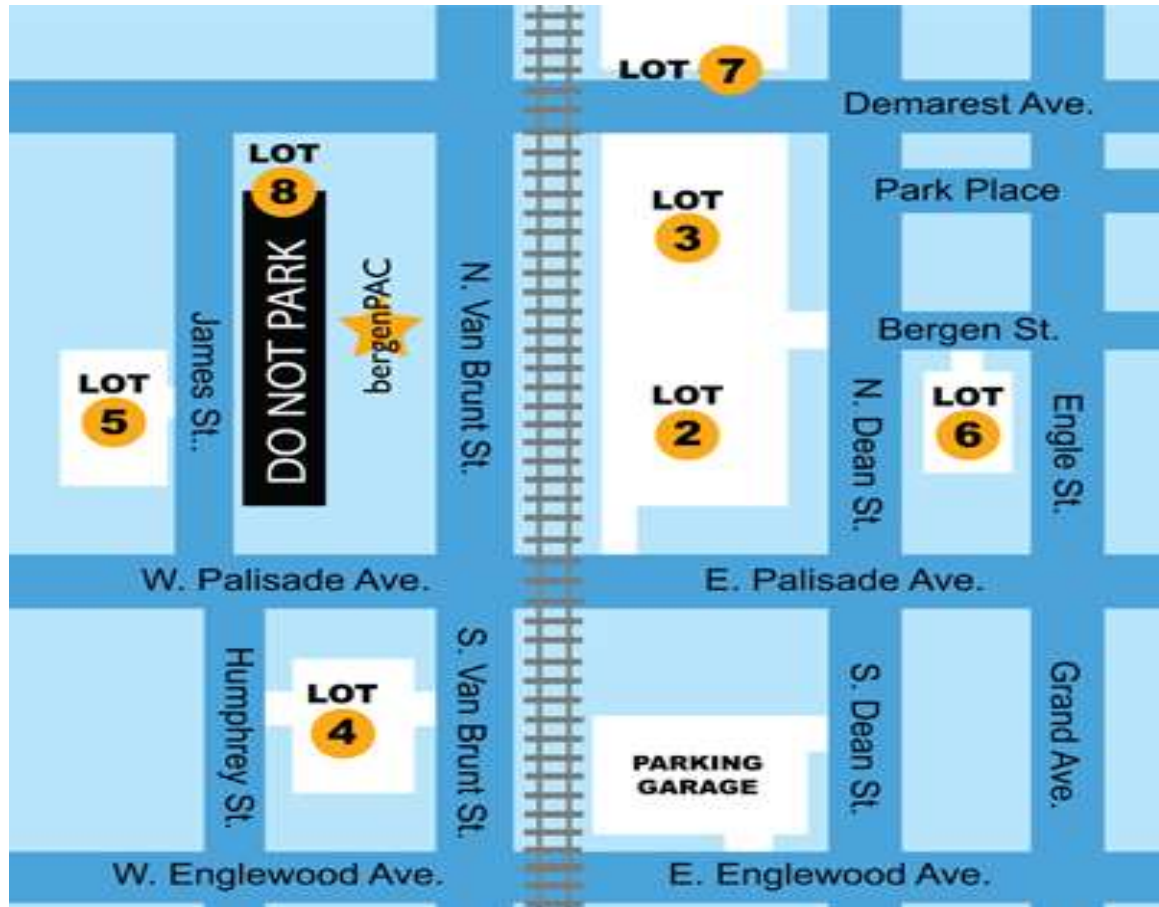 LOT 7
Demarest Ave.
LOT
8
DO NOT PARK
bergenPAC
N. Van Brunt St.
LOT
3
Park Place
Bergen St.
James St..
LOT
5
LOT
2
N. Dean St.
LOT
6
Engle St.
W. Palisade Ave.
E. Palisade Ave.
Humphrey St.
LOT
4
S. Van Brunt St.
PARKING
GARAGE
S. Dean St.
Grand Ave.
W. Englewood Ave.
E. Englewood Ave.